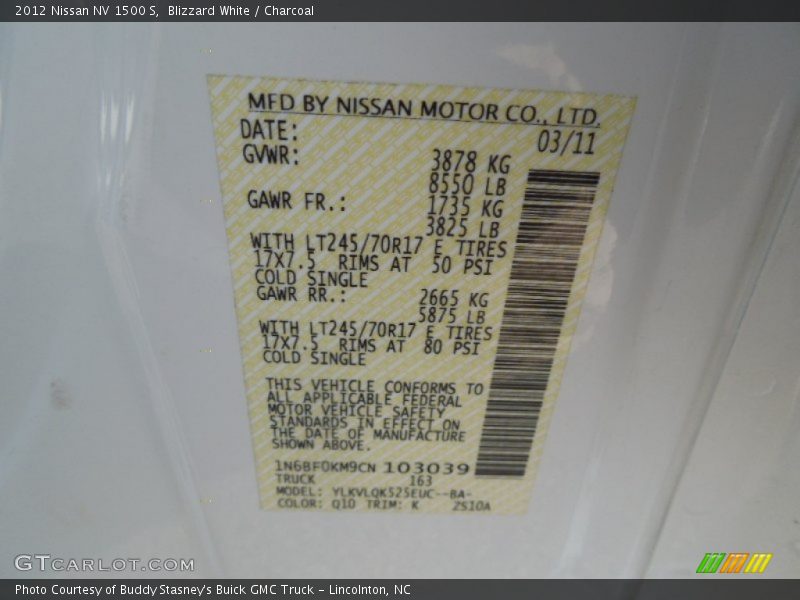 2012 Nissan NV 1500 S, Blizzard White / Charcoal
MFD BY NISSAN MOTOR CO., LTD.
DATE: 03/11
GVWR: 3878 KG
8550 LB
GAWR FR.: 1735 KG
3825 LB
WITH LT245/70R17 E TIRES
17X7.5 RIMS AT 50 PSI
COLD SINGLE
GAWR RR.: 2665 KG
5875 LB
WITH LT245/70R17 E TIRES
17X7.5 RIMS AT 80 PSI
COLD SINGLE
THIS VEHICLE CONFORMS TO
ALL APPLICABLE FEDERAL
MOTOR VEHICLE SAFETY
STANDARDS IN EFFECT ON
THE DATE OF MANUFACTURE
SHOWN ABOVE.
1N6BF0KM9CN 103039
TRUCK 163
MODEL: YLKVLQK525EUC--BA-
COLOR: Q10 TRIM: K 2S10A
GTCARLOT.COM
Photo Courtesy of Buddy Stasney's Buick GMC Truck - Lincolnton, NC